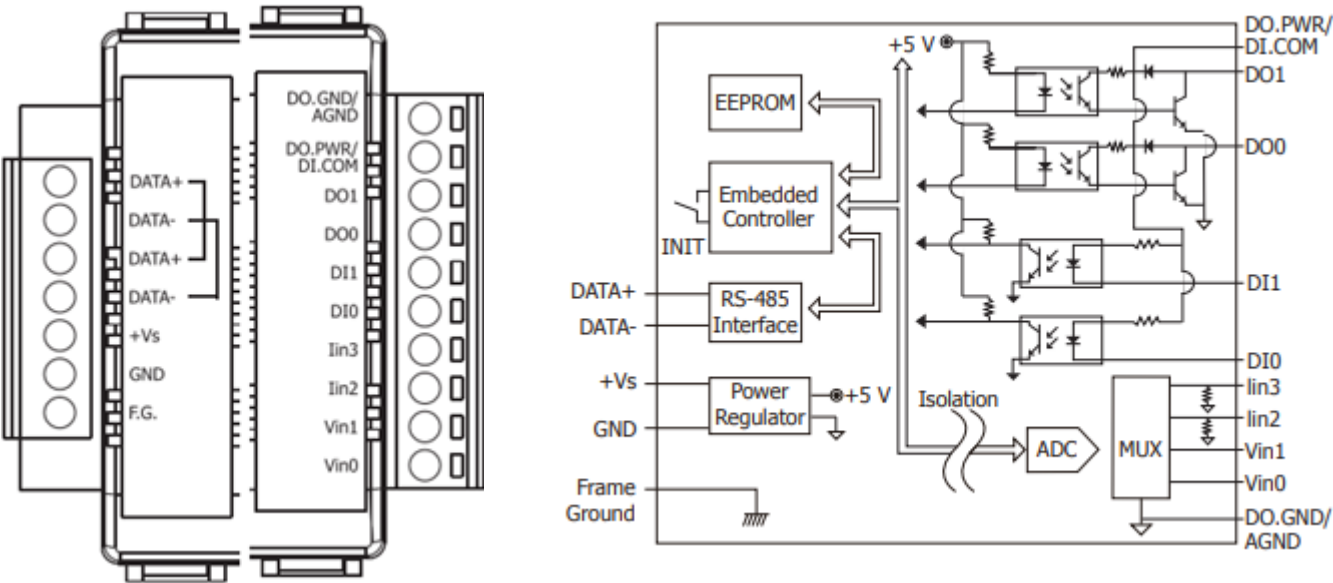 DATA+
DATA-
DATA+
DATA-
+Vs
GND
F.G.
DO.GND/
AGND
DO.PWR/
DI.COM
DO1
DO0
DI1
DI0
Iin3
Iin2
Vin1
Vin0
DO.PWR/
DI.COM
DO1
DO0
DI1
DI0
Iin3
Iin2
Vin1
Vin0
DO.GND/
AGND
+5 V
EEPROM
Embedded
Controller
INIT
DATA+
DATA-
RS-485
Interface
+Vs
GND
Power
Regulator
+5 V
Isolation
ADC
MUX
Frame
Ground